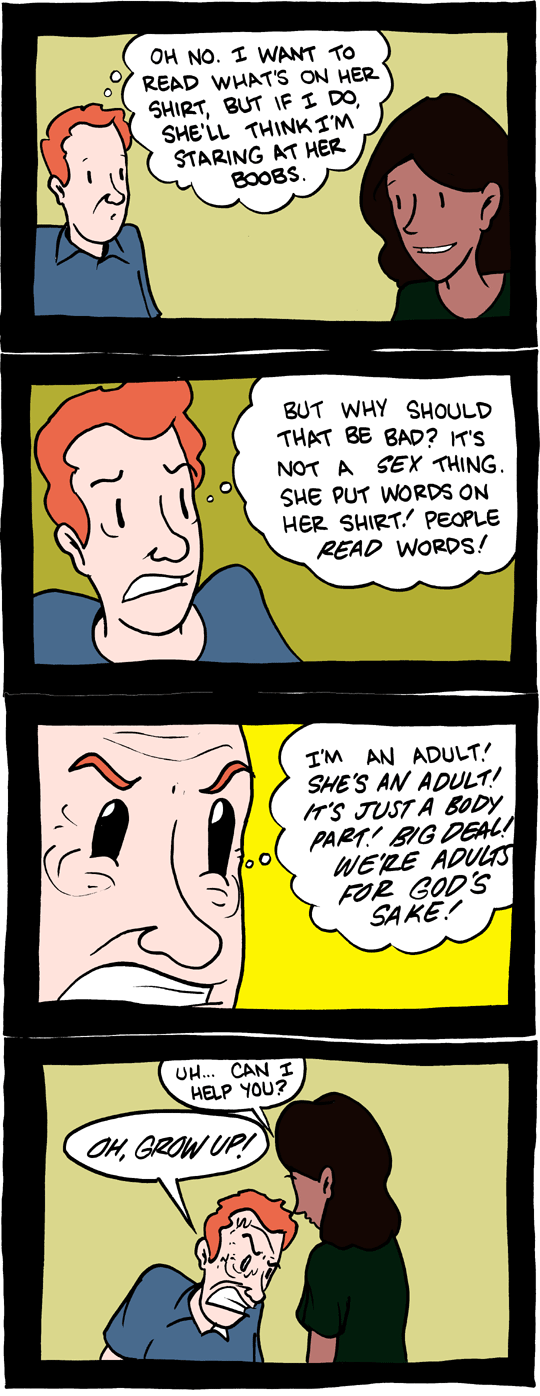 OH NO. I WANT TO
READ WHAT'S ON HER
SHIRT, BUT IF I DO,
SHE'LL THINK I'M
STARING AT HER
BOOBS.
BUT WHY SHOULD
THAT BE BAD? IT'S
NOT A SEX THING.
SHE PUT WORDS ON
HER SHIRT! PEOPLE
READ WORDS!
I'M AN ADULT!
SHE'S AN ADULT!
IT'S JUST A BODY
PART! BIG DEAL!
WE'RE ADULTS
FOR GOD'S
SAKE!
UH... CAN I
HELP YOU?
OH, GROW UP!